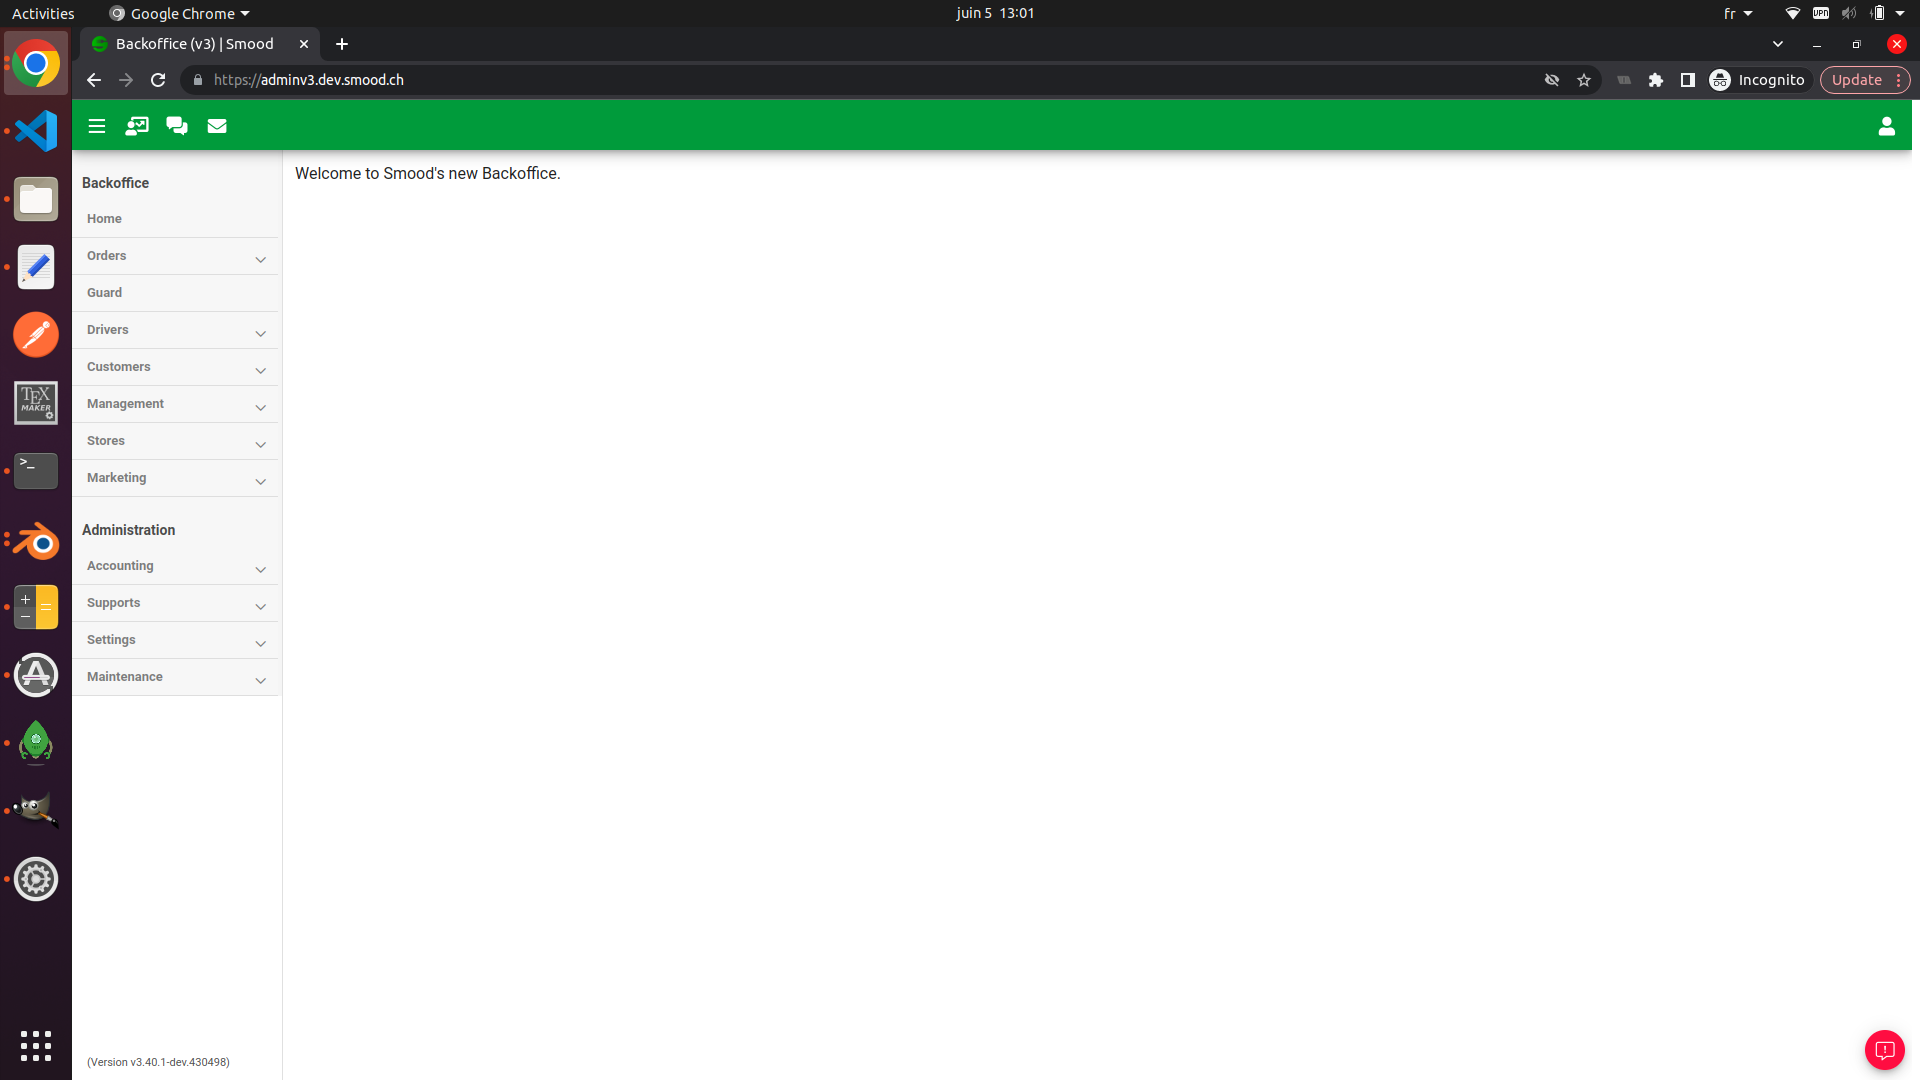 Activities
Google Chrome
juin 5 13:01
fr
VPN
Backoffice (v3) | Smood
https://adminv3.dev.smood.ch
Incognito
Update
Backoffice
Home
Orders
Guard
Drivers
Customers
Management
Stores
Marketing
Administration
Accounting
Supports
Settings
Maintenance
(Version v3.40.1-dev.430498)
Welcome to Smood's new Backoffice.
TEX
MAKER
>_